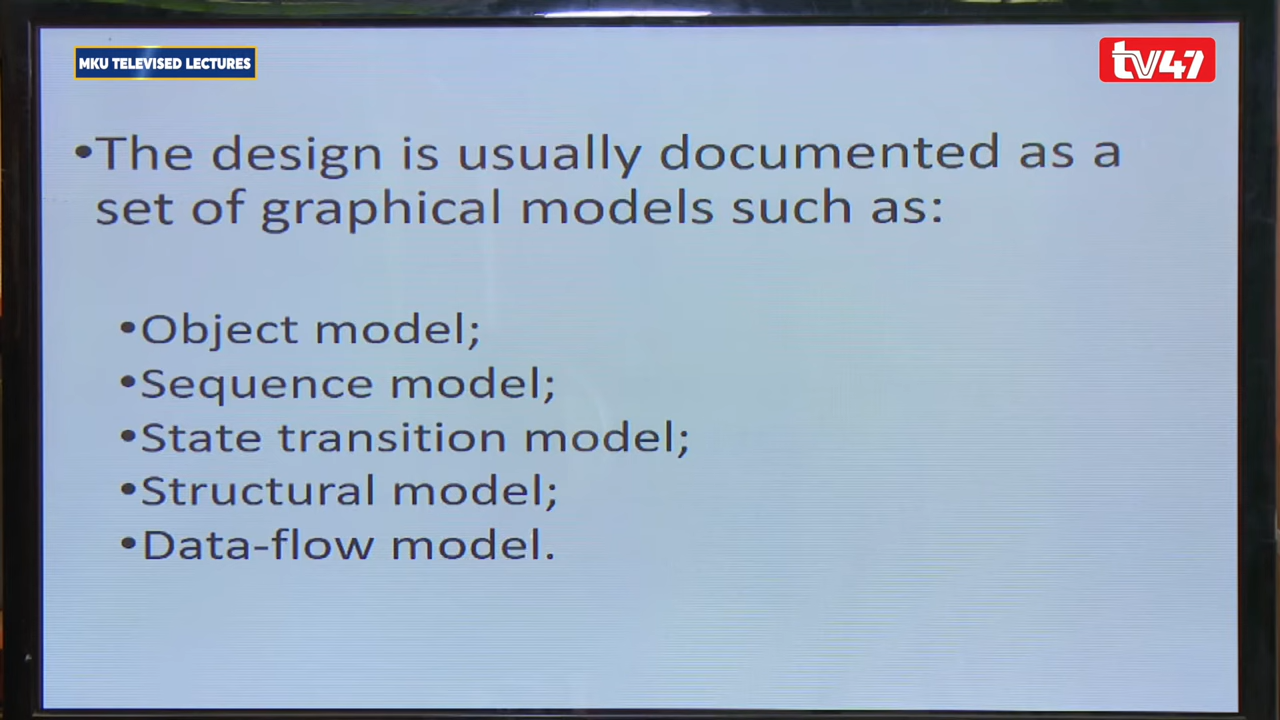 MKU TELEVISED LECTURES
tv47
•The design is usually documented as a
set of graphical models such as:
•Object model;
•Sequence model;
•State transition model;
•Structural model;
•Data-flow model.